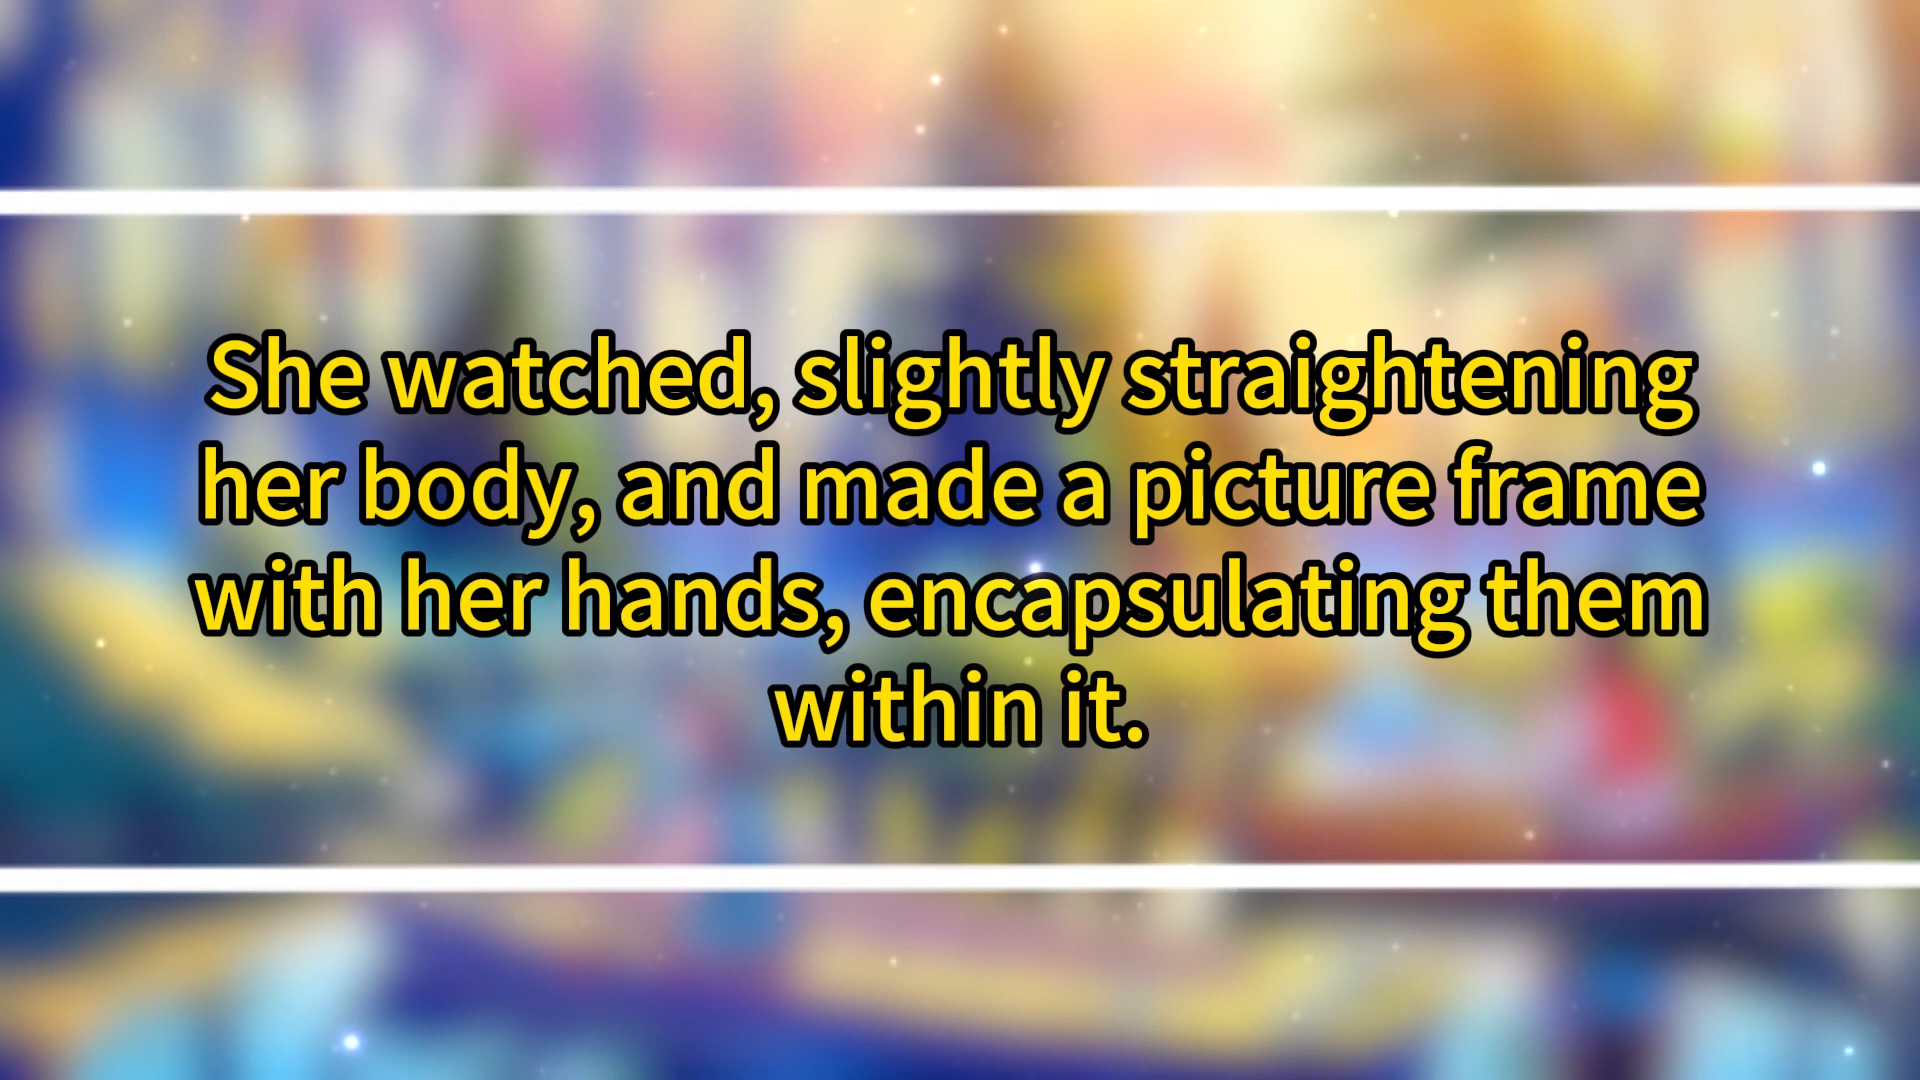 She watched, slightly straightening
her body, and made a picture frame
with her hands, encapsulating them
within it.